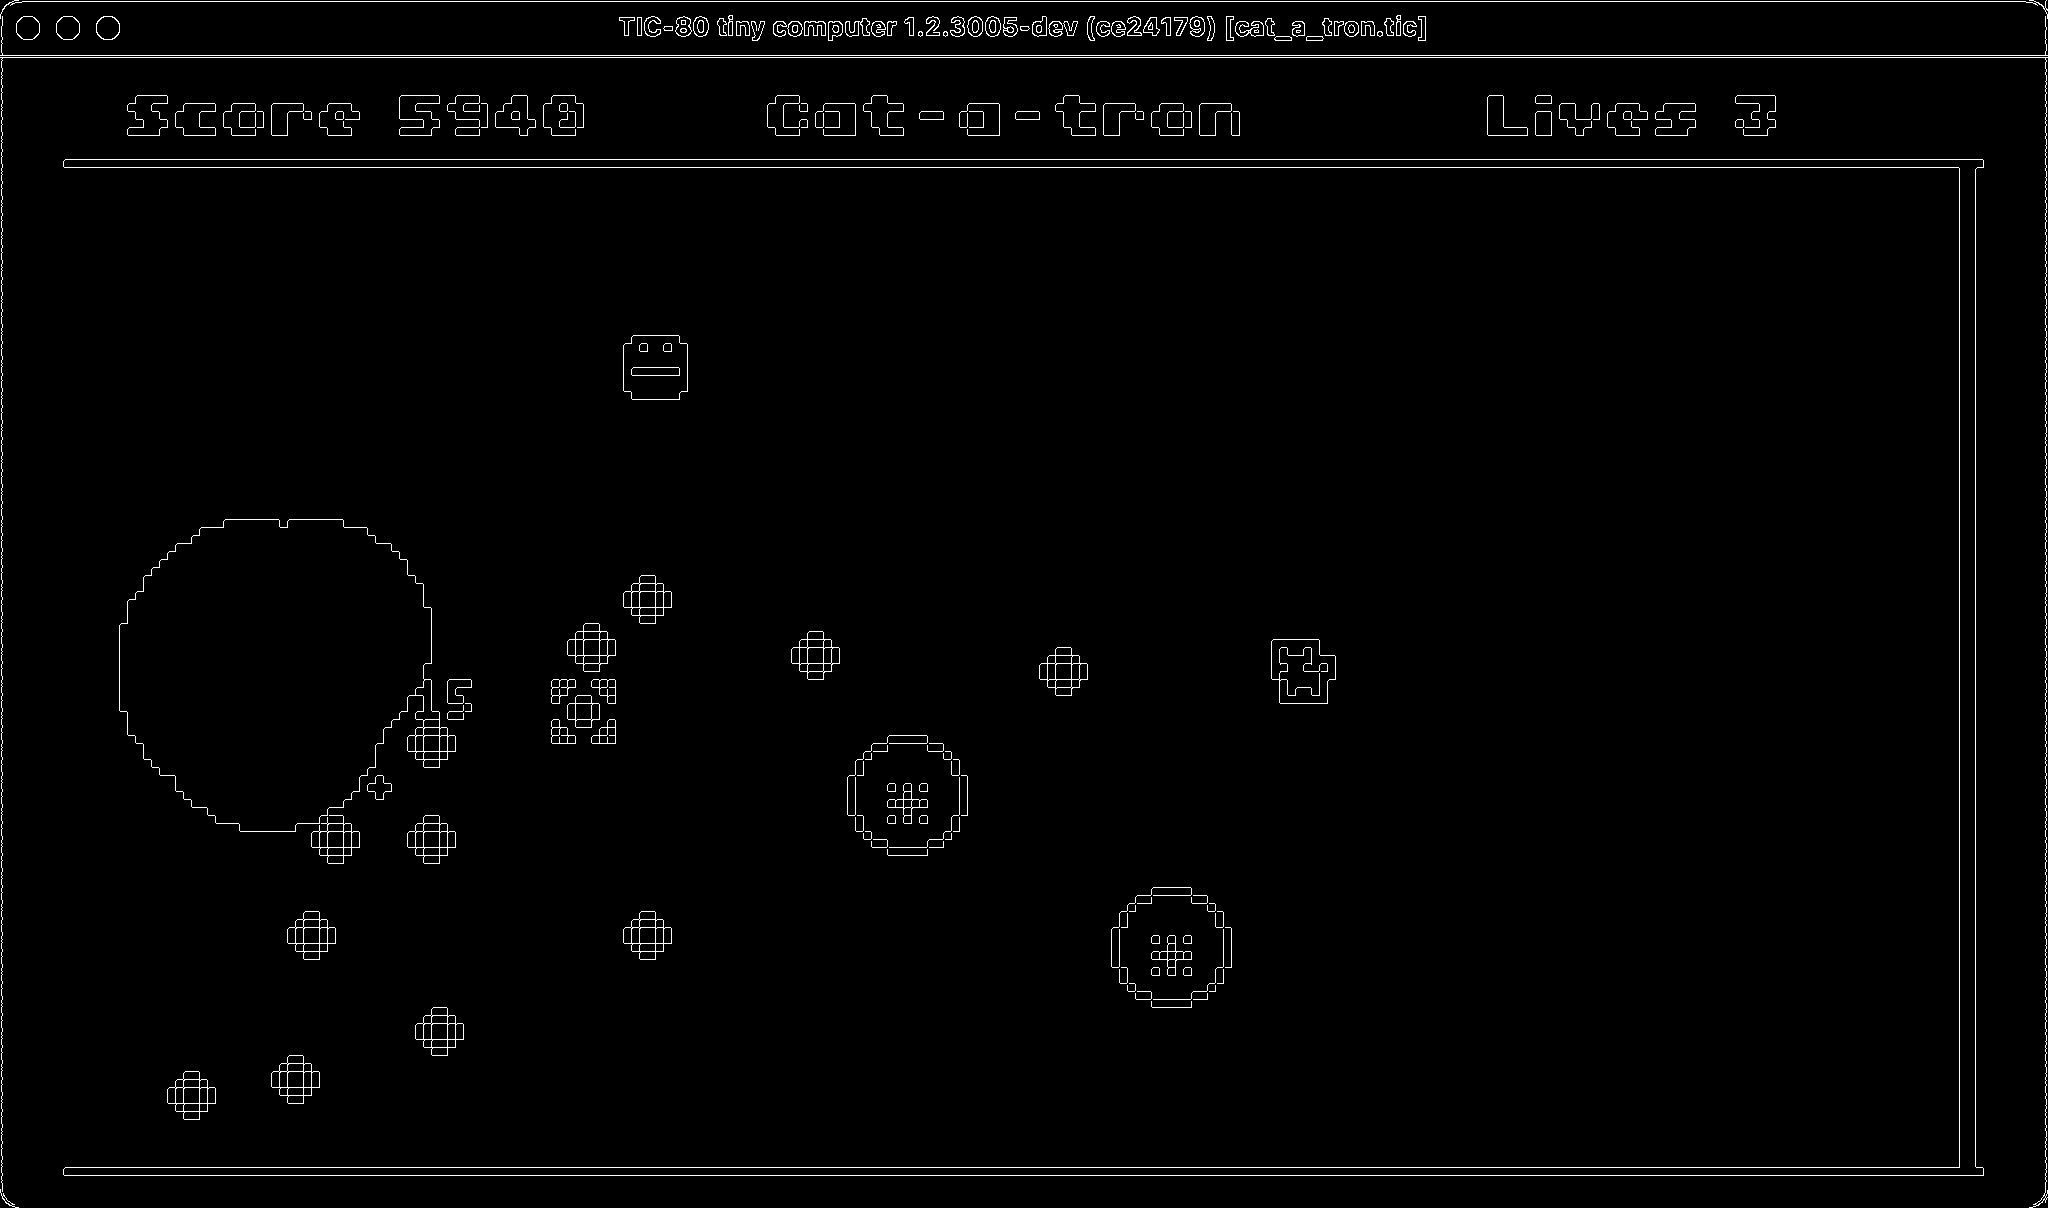 TIC-80 tiny computer 1.2.3005-dev (ce24179) [cat_a_tron.tic]
Score 5940 Cat-a-tron Lives 3
15